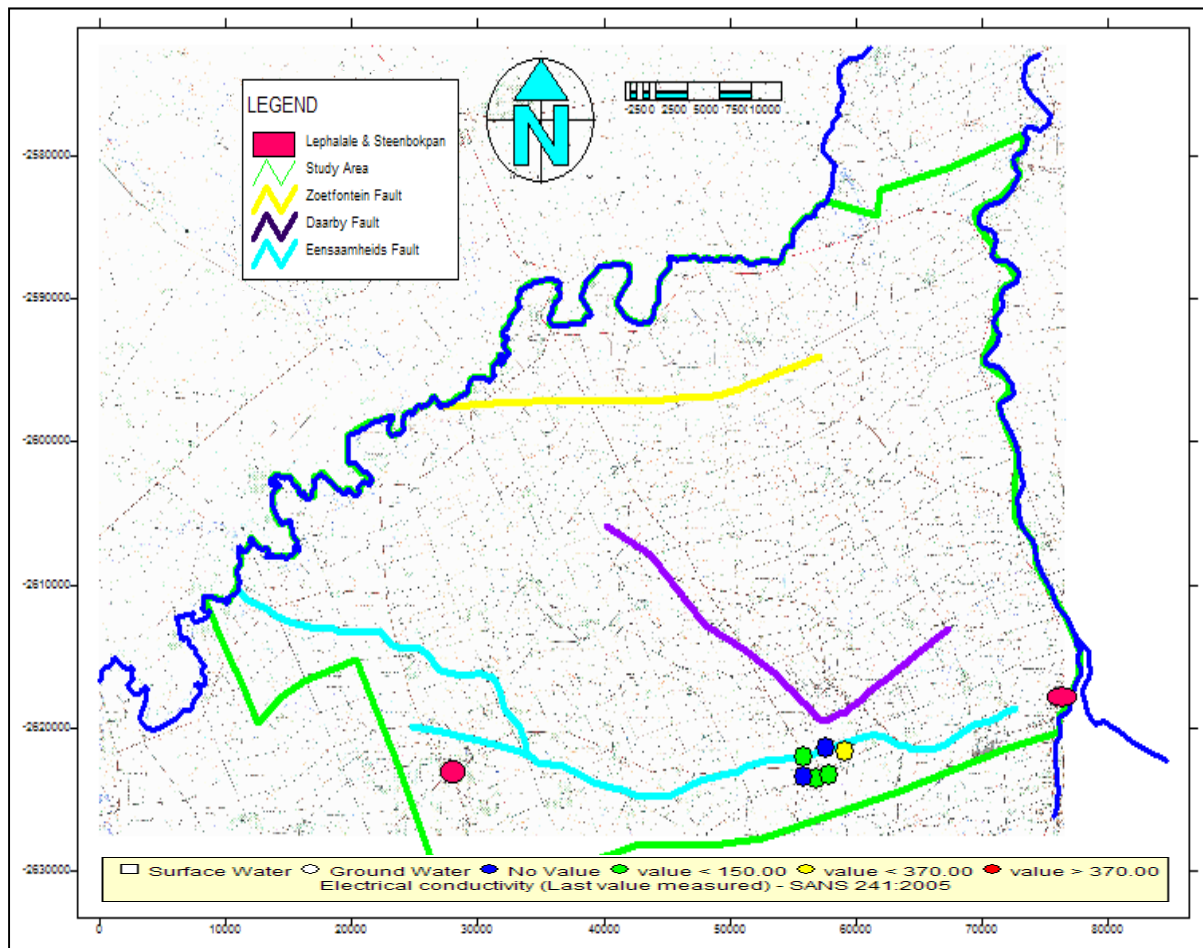 LEGEND
Lephalale & Steenbokpan
Study Area
Zoetfontein Fault
Daarby Fault
Eensaamheids Fault
N
-2500 0 2500 5000 7500 10000
-2580000
-2590000
-2600000
-2610000
-2620000
-2630000
Surface Water Ground Water No Value value < 150.00 value < 370.00 value > 370.00
Electrical conductivity (Last value measured) - SANS 241:2005
0 10000 20000 30000 40000 50000 60000 70000 80000